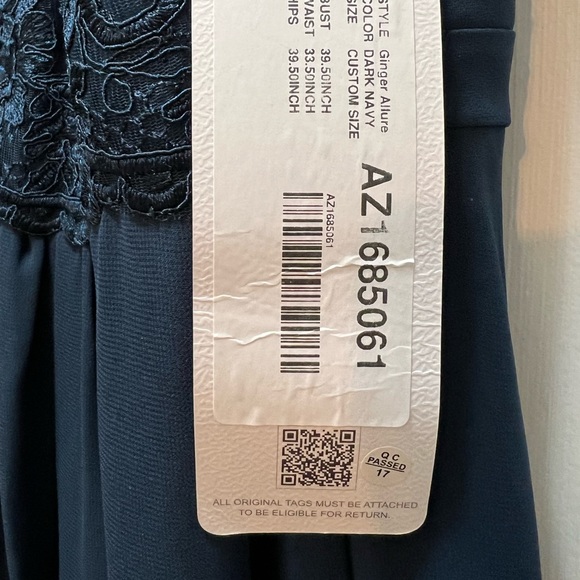 STYLE Ginger Allure
COLOR DARK NAVY
SIZE CUSTOM SIZE
BUST 39.50INCH
WAIST 33.50INCH
HIPS 39.50INCH
AZ1685061
AZ1685061
QC
PASSED
17
ALL ORIGINAL TAGS MUST BE ATTACHED
TO BE ELIGIBLE FOR RETURN.